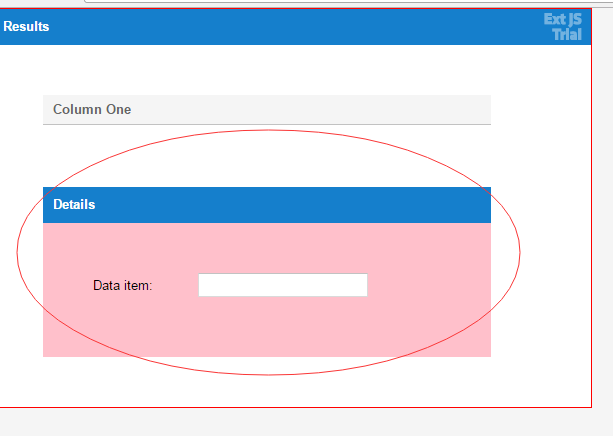 Results
Ext JS
Trial
Column One
Details
Data item: